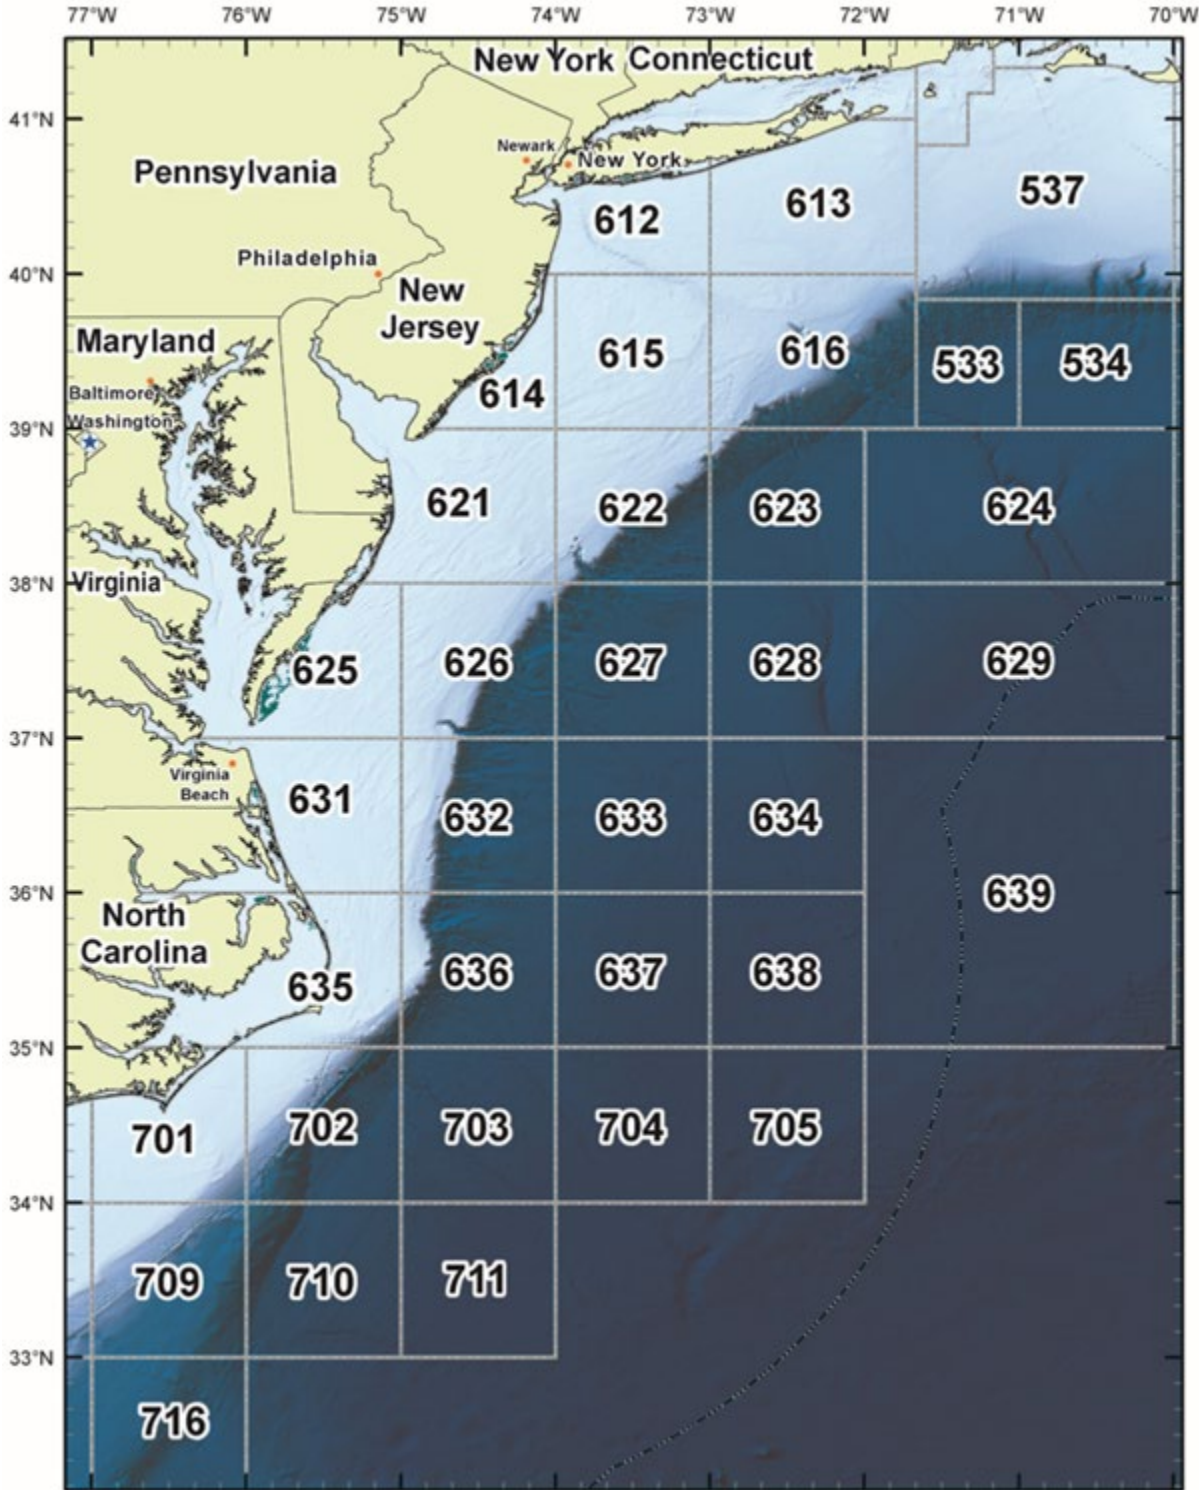 77°W 76°W 75°W 74°W 73°W 72°W 71°W 70°W
New York Connecticut
41°N
Newark
New York
Pennsylvania
537
613
612
Philadelphia
40°N
New
Jersey
Maryland
615
616
533
534
Baltimore
614
Washington
39°N
621
622
623
624
38°N
Virginia
625
626
627
628
629
37°N
Virginia
Beach
631
632
633
634
36°N
639
North
Carolina
635
636
637
638
35°N
701
702
703
704
705
34°N
709
710
711
33°N
716